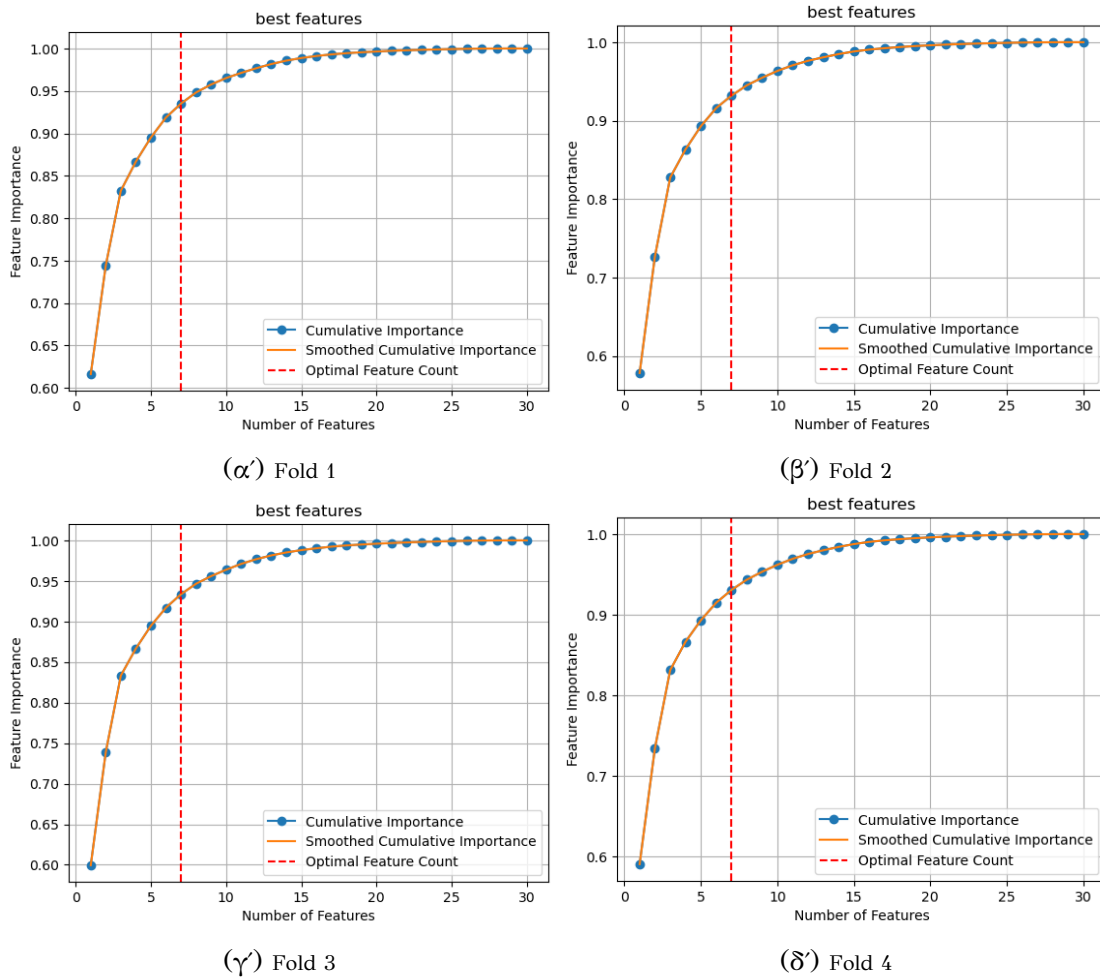 best features
Feature Importance
1.00
0.95
0.90
0.85
0.80
0.75
0.70
0.65
0.60
Cumulative Importance
Smoothed Cumulative Importance
Optimal Feature Count
0 5 10 15 20 25 30
Number of Features
(α′) Fold 1
best features
Feature Importance
1.0
0.9
0.8
0.7
0.6
Cumulative Importance
Smoothed Cumulative Importance
Optimal Feature Count
0 5 10 15 20 25 30
Number of Features
(β′) Fold 2
best features
Feature Importance
1.00
0.95
0.90
0.85
0.80
0.75
0.70
0.65
0.60
Cumulative Importance
Smoothed Cumulative Importance
Optimal Feature Count
0 5 10 15 20 25 30
Number of Features
(γ′) Fold 3
best features
Feature Importance
1.0
0.9
0.8
0.7
0.6
Cumulative Importance
Smoothed Cumulative Importance
Optimal Feature Count
0 5 10 15 20 25 30
Number of Features
(δ′) Fold 4